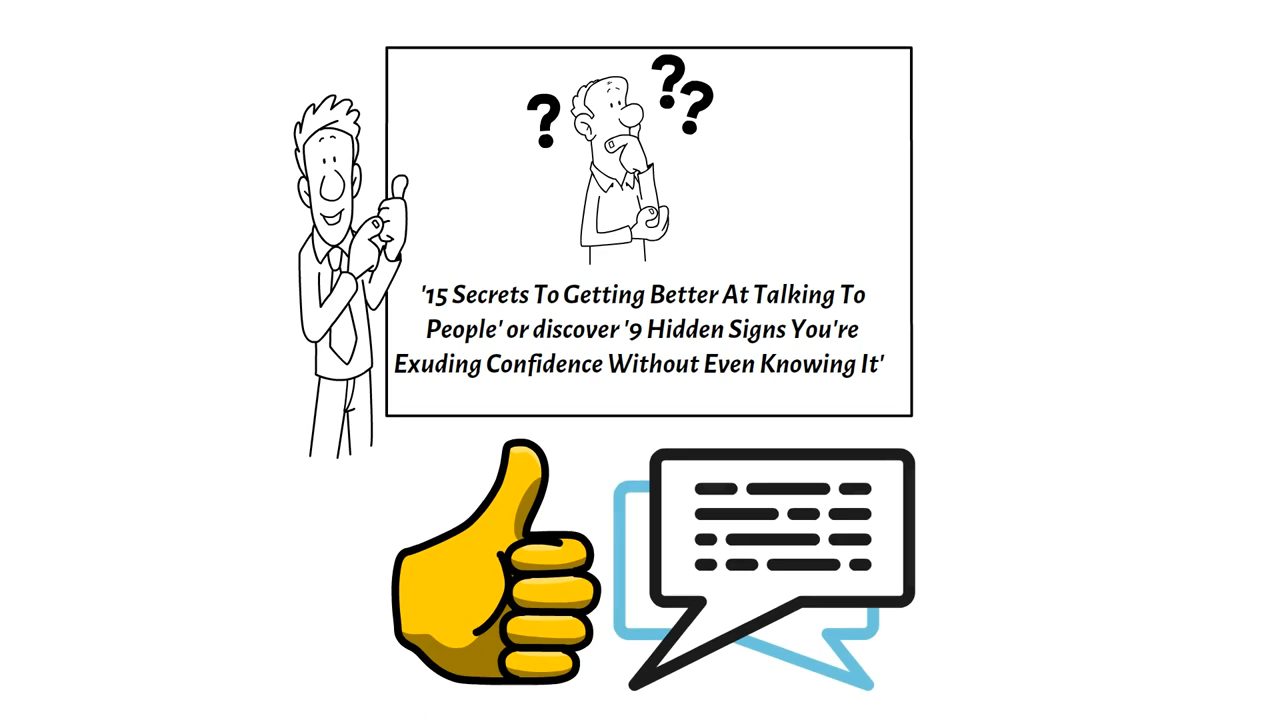 ?
?
?
'15 Secrets To Getting Better At Talking To
People' or discover '9 Hidden Signs You're
Exuding Confidence Without Even Knowing It'